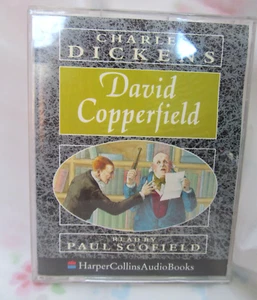 CHARLES
DICKENS
David
Copperfield
READ BY
PAUL SCOFIELD
HarperCollinsAudioBooks